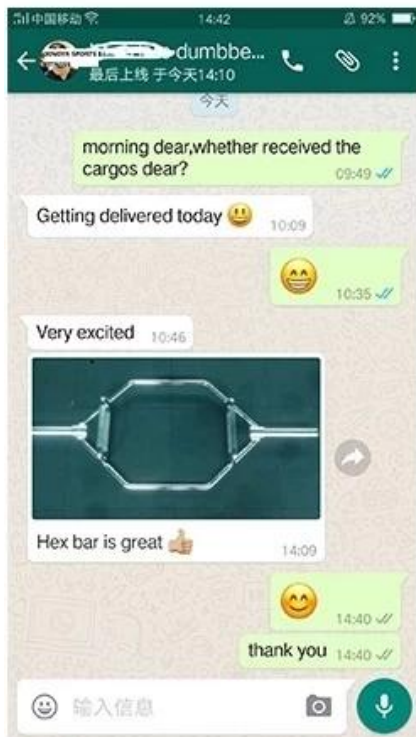 中国移动 14:42 92%
dumbbe...
最后上线 于今天14:10
今天
morning dear,whether received the
cargos dear?
09:49
Getting delivered today
10:09
10:35
Very excited 10:46
Hex bar is great
14:09
14:40
thank you 14:40
输入信息